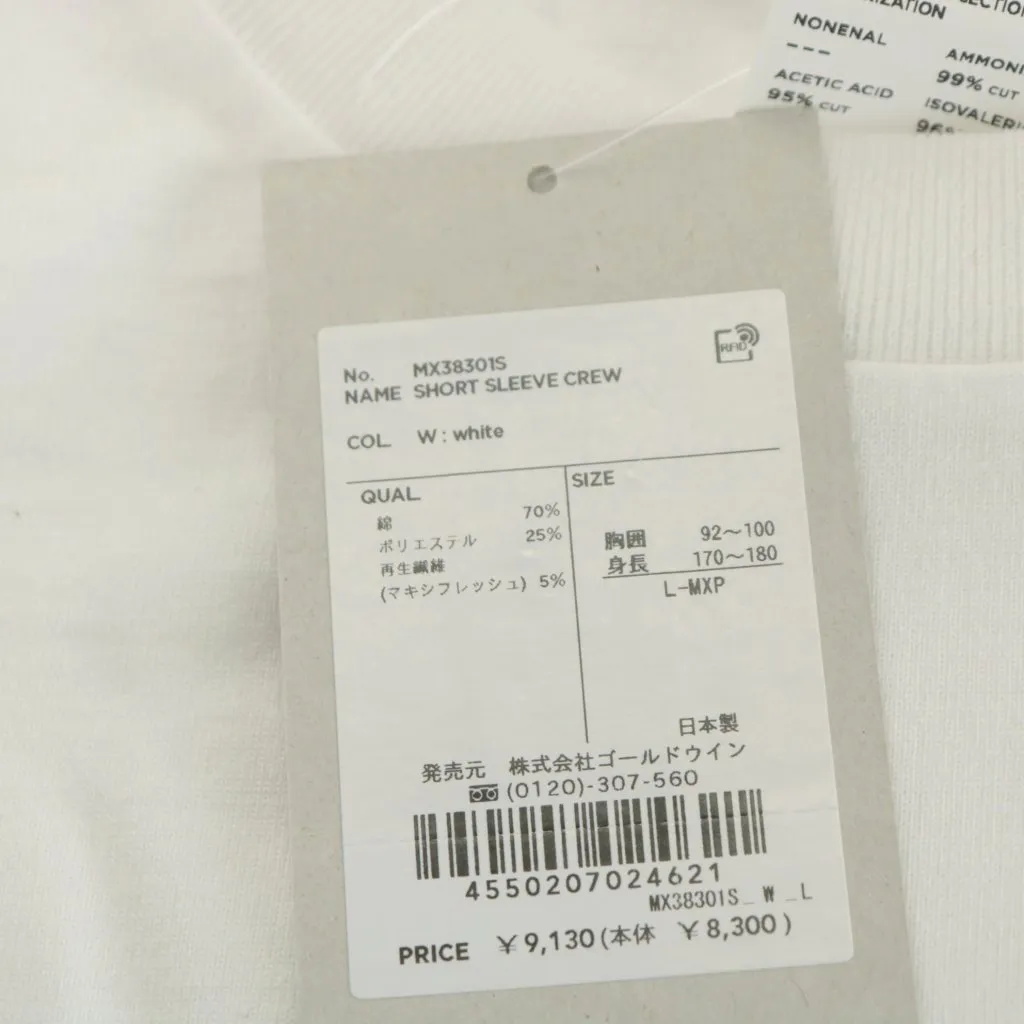 NONENAL
---
AMMONI
99% CUT
ACETIC ACID
95% CUT
ISOVALERI
RFID
No. MX38301S
NAME SHORT SLEEVE CREW
COL. W : white
QUAL.
綿 70%
ポリエステル 25%
再生繊維
(マキシフレッシュ) 5%
SIZE
胸囲 92～100
身長 170～180
L-MXP
日本製
発売元 株式会社ゴールドウイン
(0120)-307-560
4550207024621
MX38301S_ W _L
PRICE ￥9,130(本体 ￥8,300)